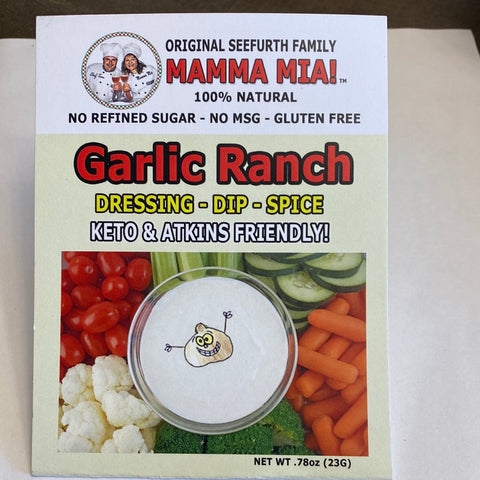 ORIGINAL SEEFURTH FAMILY
MAMMA MIA!™
100% NATURAL
NO REFINED SUGAR - NO MSG - GLUTEN FREE
Garlic Ranch
DRESSING - DIP - SPICE
KETO & ATKINS FRIENDLY!
NET WT .78oz (23G)